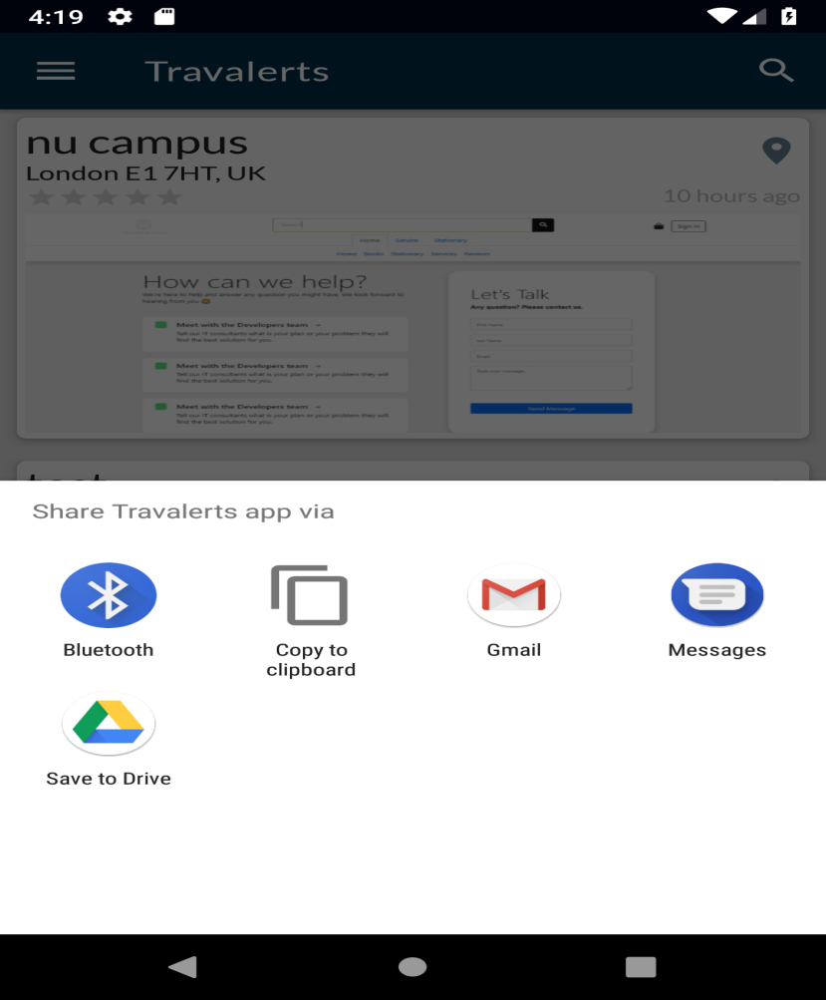 4:19
Travalerts
nu campus
London E1 7HT, UK
10 hours ago
Search
Sign in
Home Service Stationary
Home Books Stationary Services Reviews
How can we help?
We're here to help and answer any question you might have. We look forward to
hearing from you
Meet with the Developers team →
Tell our IT consultants what is your plan or your problem they will
find the best solution for you.
Meet with the Developers team →
Tell our IT consultants what is your plan or your problem they will
find the best solution for you.
Meet with the Developers team →
Tell our IT consultants what is your plan or your problem they will
find the best solution for you.
Let's Talk
Any question? Please contact us.
First Name
Last Name
Email
Send Message
Share Travalerts app via
Bluetooth
Copy to
clipboard
Gmail
Messages
Save to Drive